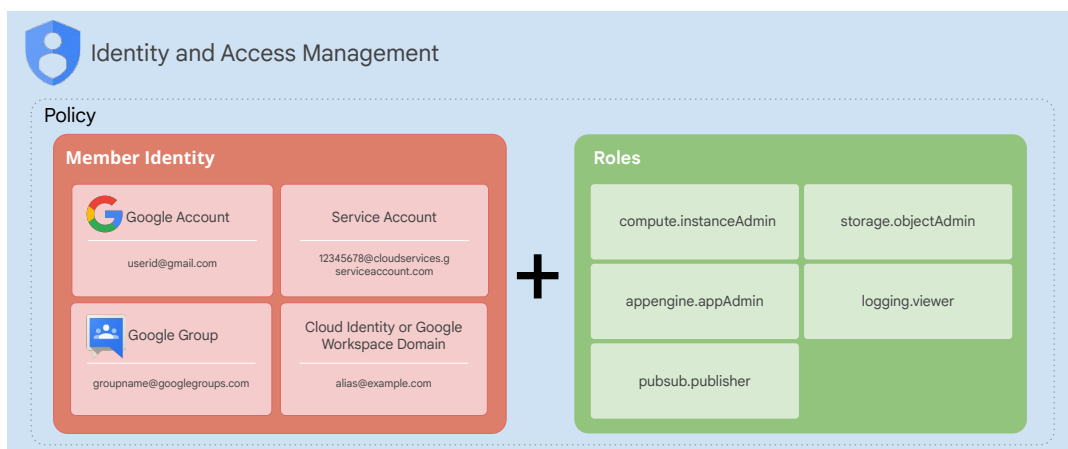 Identity and Access Management
Policy
Member Identity
Google Account
userid@gmail.com
Service Account
12345678@cloudservices.g
serviceaccount.com
Google Group
groupname@googlegroups.com
Cloud Identity or Google
Workspace Domain
alias@example.com
+
Roles
compute.instanceAdmin
storage.objectAdmin
appengine.appAdmin
logging.viewer
pubsub.publisher